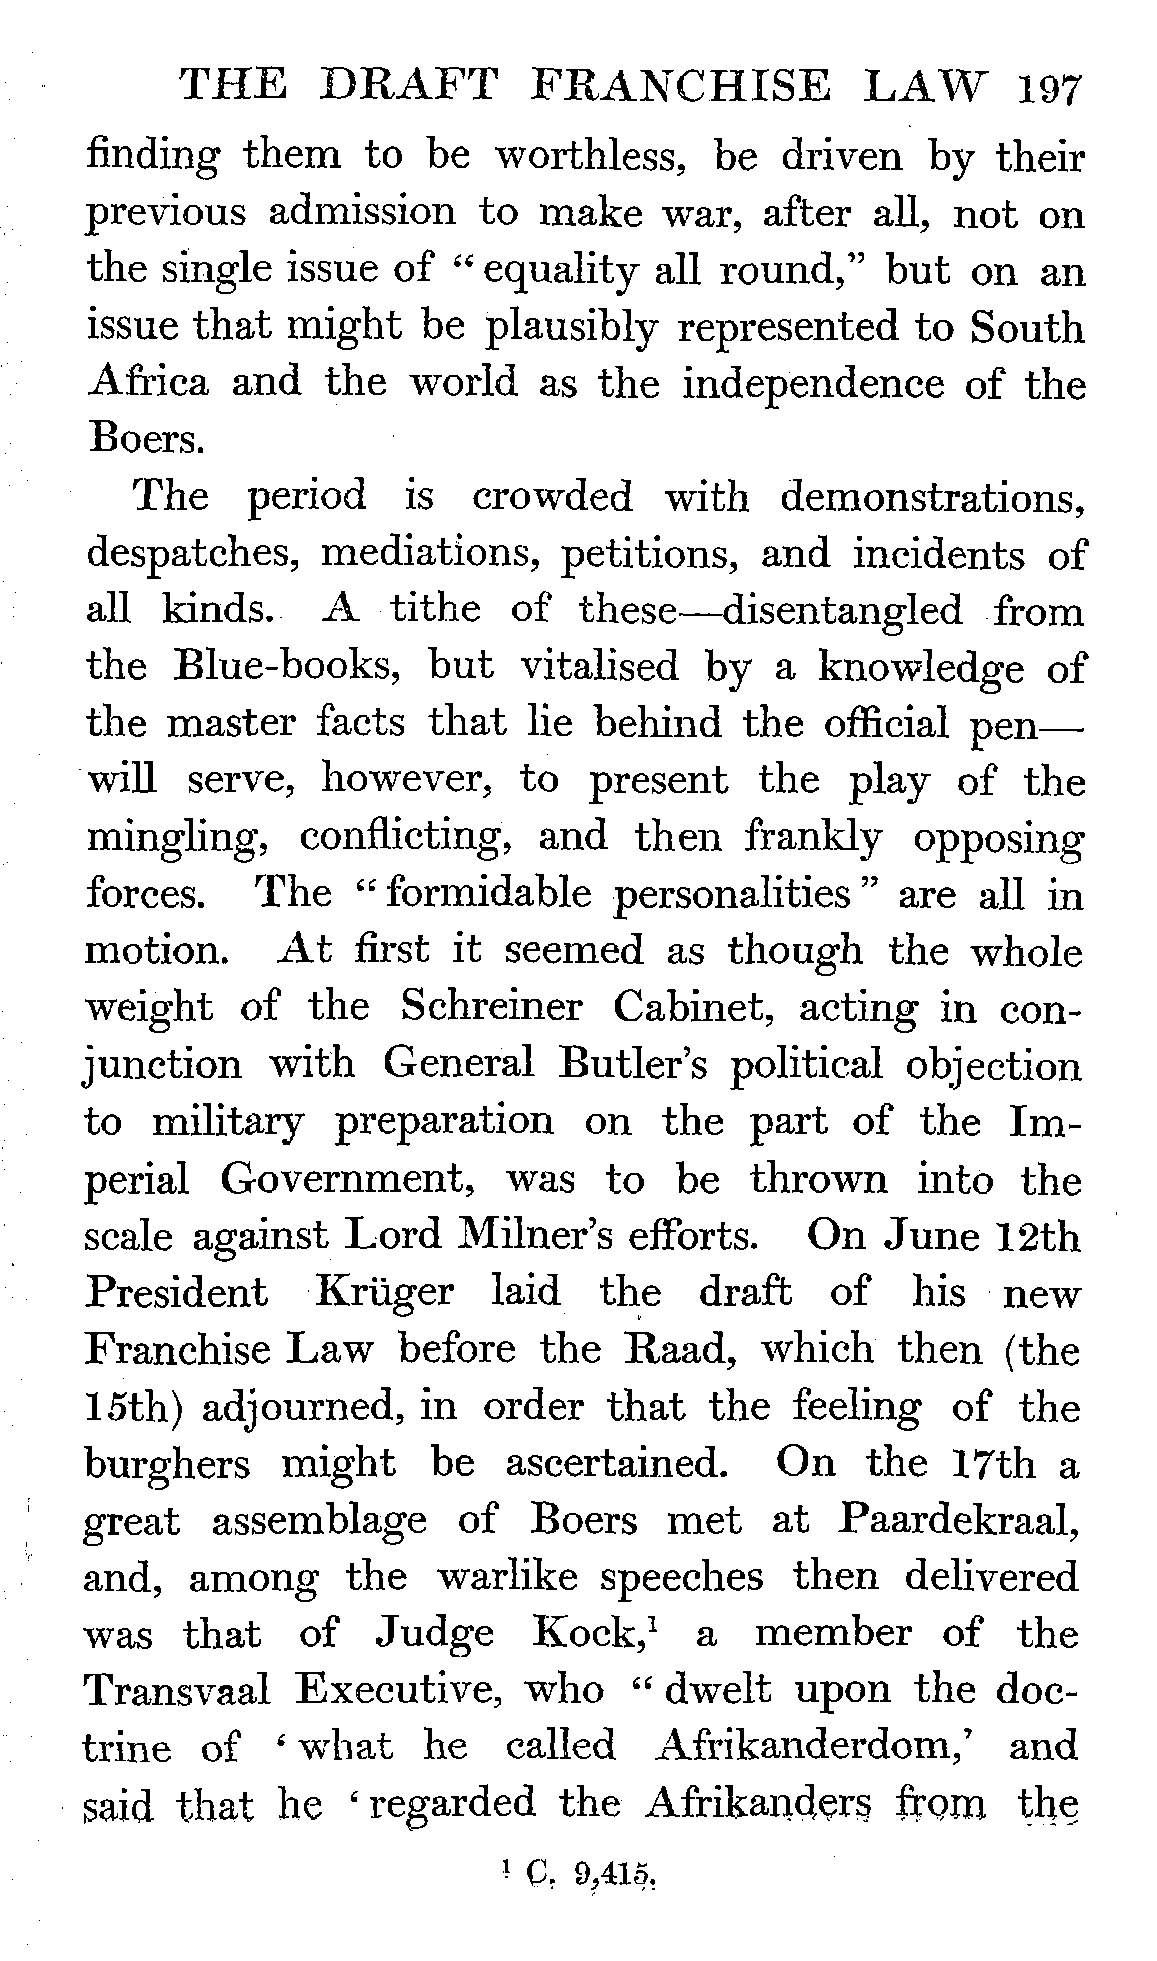 THE DRAFT FRANCHISE LAW 197
finding them to be worthless, be driven by their
previous admission to make war, after all, not on
the single issue of “ equality all round,” but on an
issue that might be plausibly represented to South
Africa and the world as the independence of the
Boers.
The period is crowded with demonstrations,
despatches, mediations, petitions, and incidents of
all kinds. A tithe of these—disentangled from
the Blue-books, but vitalised by a knowledge of
the master facts that lie behind the official pen—
will serve, however, to present the play of the
mingling, conflicting, and then frankly opposing
forces. The “ formidable personalities ” are all in
motion. At first it seemed as though the whole
weight of the Schreiner Cabinet, acting in con-
junction with General Butler’s political objection
to military preparation on the part of the Im-
perial Government, was to be thrown into the
scale against Lord Milner’s efforts. On June 12th
President Krüger laid the draft of his new
Franchise Law before the Raad, which then (the
15th) adjourned, in order that the feeling of the
burghers might be ascertained. On the 17th a
great assemblage of Boers met at Paardekraal,
and, among the warlike speeches then delivered
was that of Judge Kock,¹ a member of the
Transvaal Executive, who “ dwelt upon the doc-
trine of ‘ what he called Afrikanderdom,’ and
said that he ‘ regarded the Afrikanders from the
¹ C. 9,415.